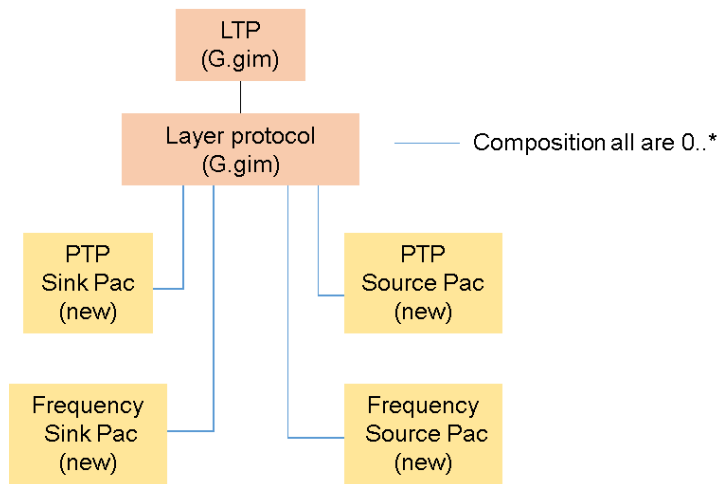 LTP
(G.gim)
Layer protocol
(G.gim)
Composition all are 0..*
PTP
Sink Pac
(new)
PTP
Source Pac
(new)
Frequency
Sink Pac
(new)
Frequency
Source Pac
(new)